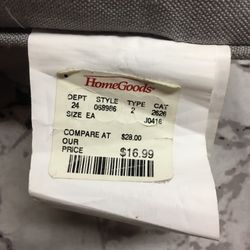 HomeGoods
DEPT STYLE TYPE CAT
24 068986 2 2626
SIZE EA J0416
COMPARE AT $28.00
OUR
PRICE $16.99